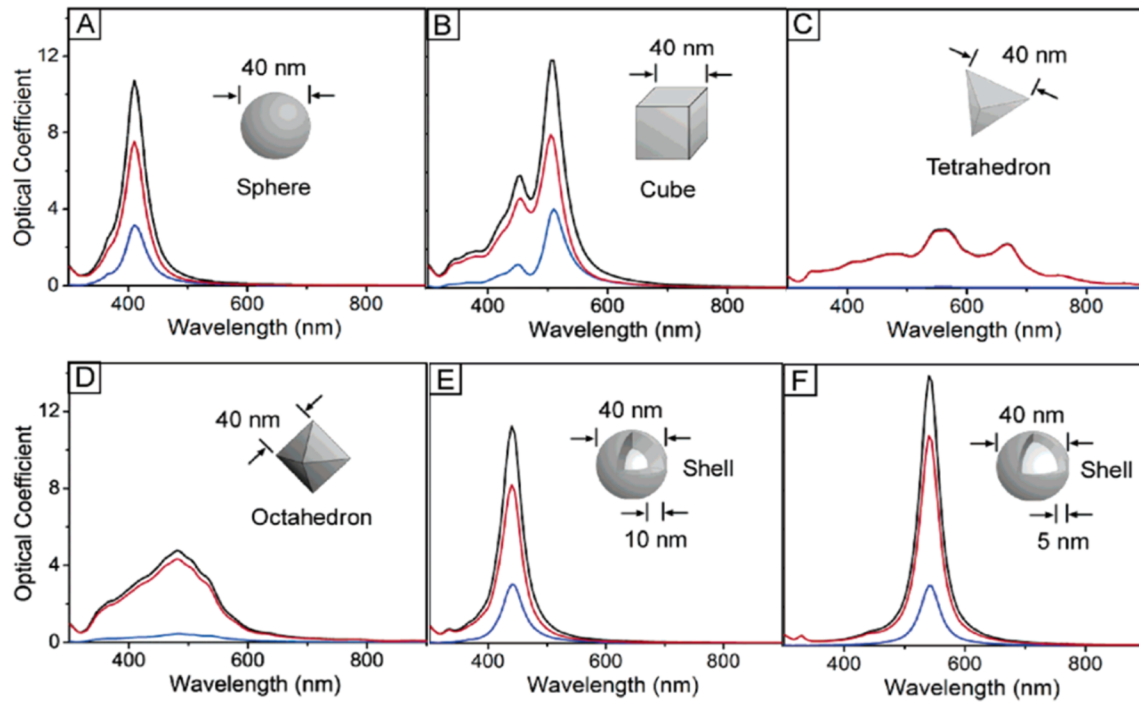 Optical Coefficient
12
8
4
0
A
40 nm
Sphere
400 600 800
Wavelength (nm)
B
40 nm
Cube
400 600 800
Wavelength (nm)
C
40 nm
Tetrahedron
400 600 800
Wavelength (nm)
Optical Coefficient
12
8
4
0
D
40 nm
Octahedron
400 600 800
Wavelength (nm)
E
40 nm
Shell
10 nm
400 600 800
Wavelength (nm)
F
40 nm
Shell
5 nm
400 600 800
Wavelength (nm)